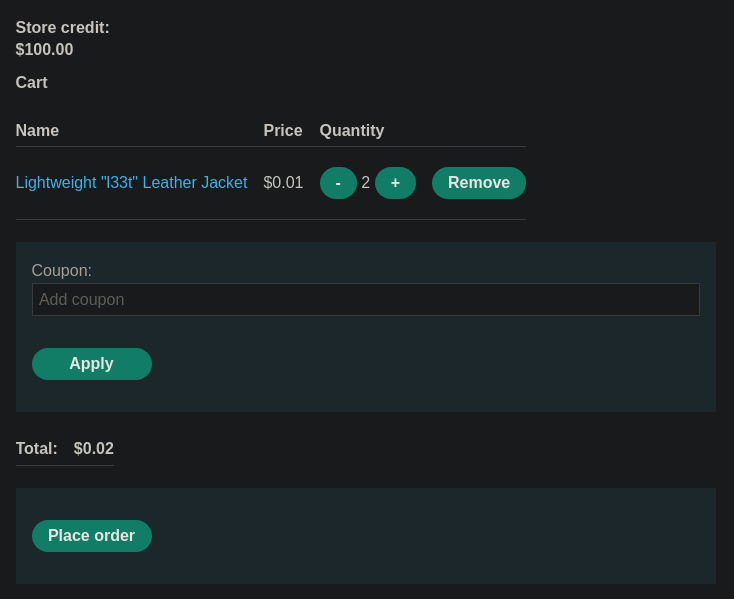 Store credit:
$100.00
Cart
Name Price Quantity
Lightweight "l33t" Leather Jacket $0.01 - 2 + Remove
Coupon:
Add coupon
Apply
Total: $0.02
Place order